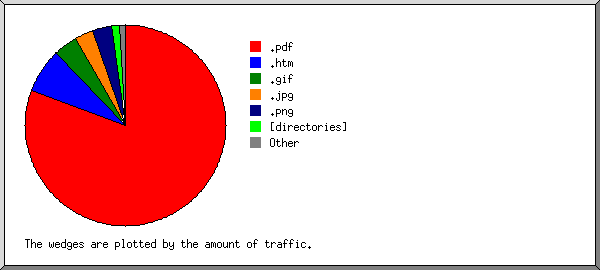 .pdf
.htm
.gif
.jpg
.png
[directories]
Other
The wedges are plotted by the amount of traffic.